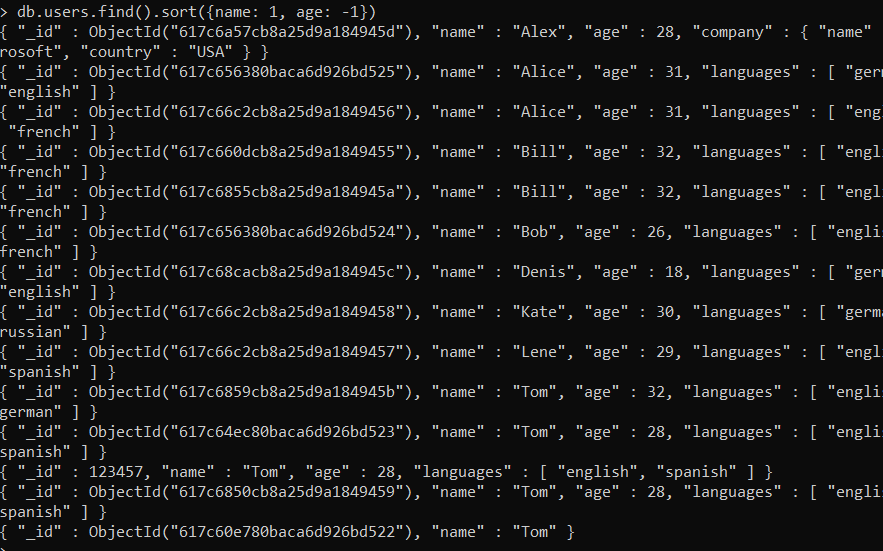 > db.users.find().sort({name: 1, age: -1})
{ "_id" : ObjectId("617c6a57cb8a25d9a184945d"), "name" : "Alex", "age" : 28, "company" : { "name"
rosoft", "country" : "USA" } }
{ "_id" : ObjectId("617c656380baca6d926bd525"), "name" : "Alice", "age" : 31, "languages" : [ "ger
"english" ] }
{ "_id" : ObjectId("617c66c2cb8a25d9a1849456"), "name" : "Alice", "age" : 31, "languages" : [ "eng
"french" ] }
{ "_id" : ObjectId("617c660dcb8a25d9a1849455"), "name" : "Bill", "age" : 32, "languages" : [ "engl
"french" ] }
{ "_id" : ObjectId("617c6855cb8a25d9a184945a"), "name" : "Bill", "age" : 32, "languages" : [ "engl
"french" ] }
{ "_id" : ObjectId("617c656380baca6d926bd524"), "name" : "Bob", "age" : 26, "languages" : [ "engli
french" ] }
{ "_id" : ObjectId("617c68cacb8a25d9a184945c"), "name" : "Denis", "age" : 18, "languages" : [ "ger
"english" ] }
{ "_id" : ObjectId("617c66c2cb8a25d9a1849458"), "name" : "Kate", "age" : 30, "languages" : [ "germ
russian" ] }
{ "_id" : ObjectId("617c66c2cb8a25d9a1849457"), "name" : "Lene", "age" : 29, "languages" : [ "engl
"spanish" ] }
{ "_id" : ObjectId("617c6859cb8a25d9a184945b"), "name" : "Tom", "age" : 32, "languages" : [ "engli
german" ] }
{ "_id" : ObjectId("617c64ec80baca6d926bd523"), "name" : "Tom", "age" : 28, "languages" : [ "engli
spanish" ] }
{ "_id" : 123457, "name" : "Tom", "age" : 28, "languages" : [ "english", "spanish" ] }
{ "_id" : ObjectId("617c6850cb8a25d9a1849459"), "name" : "Tom", "age" : 28, "languages" : [ "engli
spanish" ] }
{ "_id" : ObjectId("617c60e780baca6d926bd522"), "name" : "Tom" }